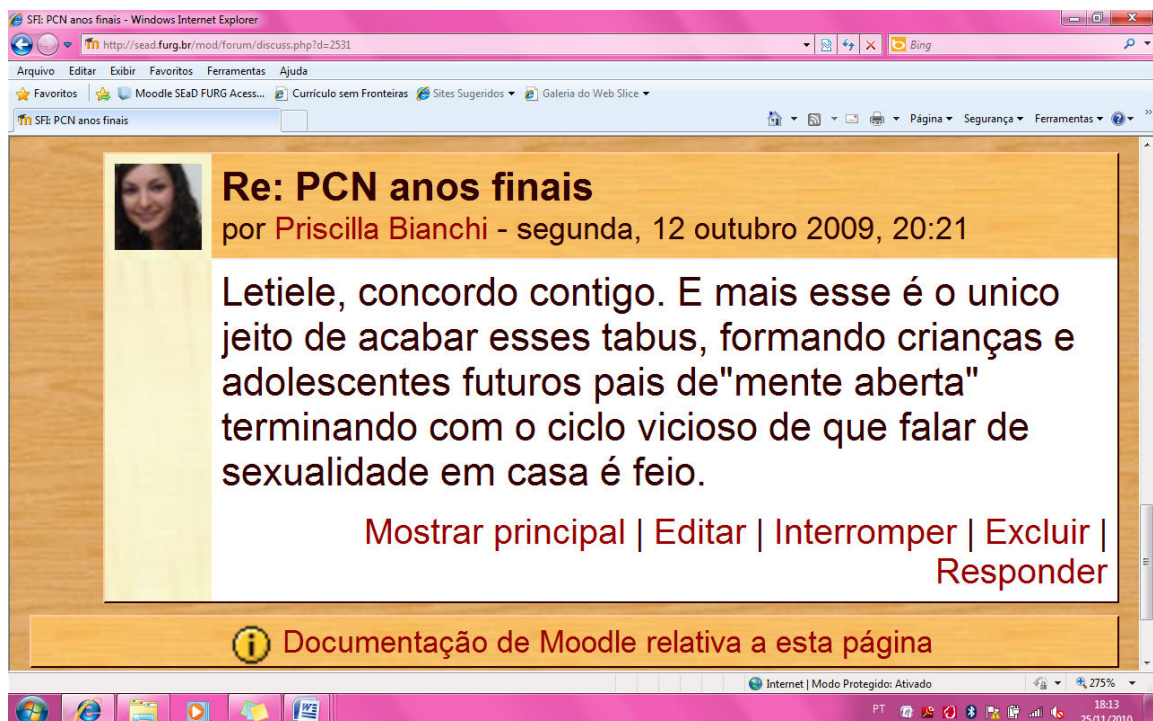 SFI: PCN anos finais - Windows Internet Explorer
http://sead.furg.br/mod/forum/discuss.php?d=2531
Bing
Arquivo Editar Exibir Favoritos Ferramentas Ajuda
Favoritos Moodle SEaD FURG Acess... Currículo sem Fronteiras Sites Sugeridos Galeria do Web Slice
SFI: PCN anos finais
Página Segurança Ferramentas
Re: PCN anos finais
por Priscilla Bianchi - segunda, 12 outubro 2009, 20:21
Letiele, concordo contigo. E mais esse é o unico
jeito de acabar esses tabus, formando crianças e
adolescentes futuros pais de"mente aberta"
terminando com o ciclo vicioso de que falar de
sexualidade em casa é feio.
Mostrar principal | Editar | Interromper | Excluir |
Responder
Documentação de Moodle relativa a esta página
Internet | Modo Protegido: Ativado
275%
PT
18:13
25/11/2010